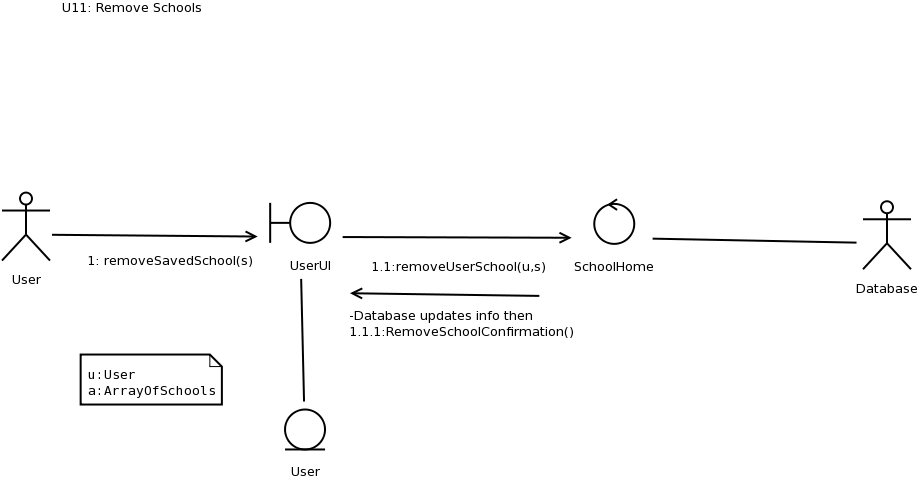 U11: Remove Schools
1: removeSavedSchool(s)
User
UserUI
1.1:removeUserSchool(u,s)
SchoolHome
Database
-Database updates info then
1.1.1:RemoveSchoolConfirmation()
u:User
a:ArrayOfSchools
User